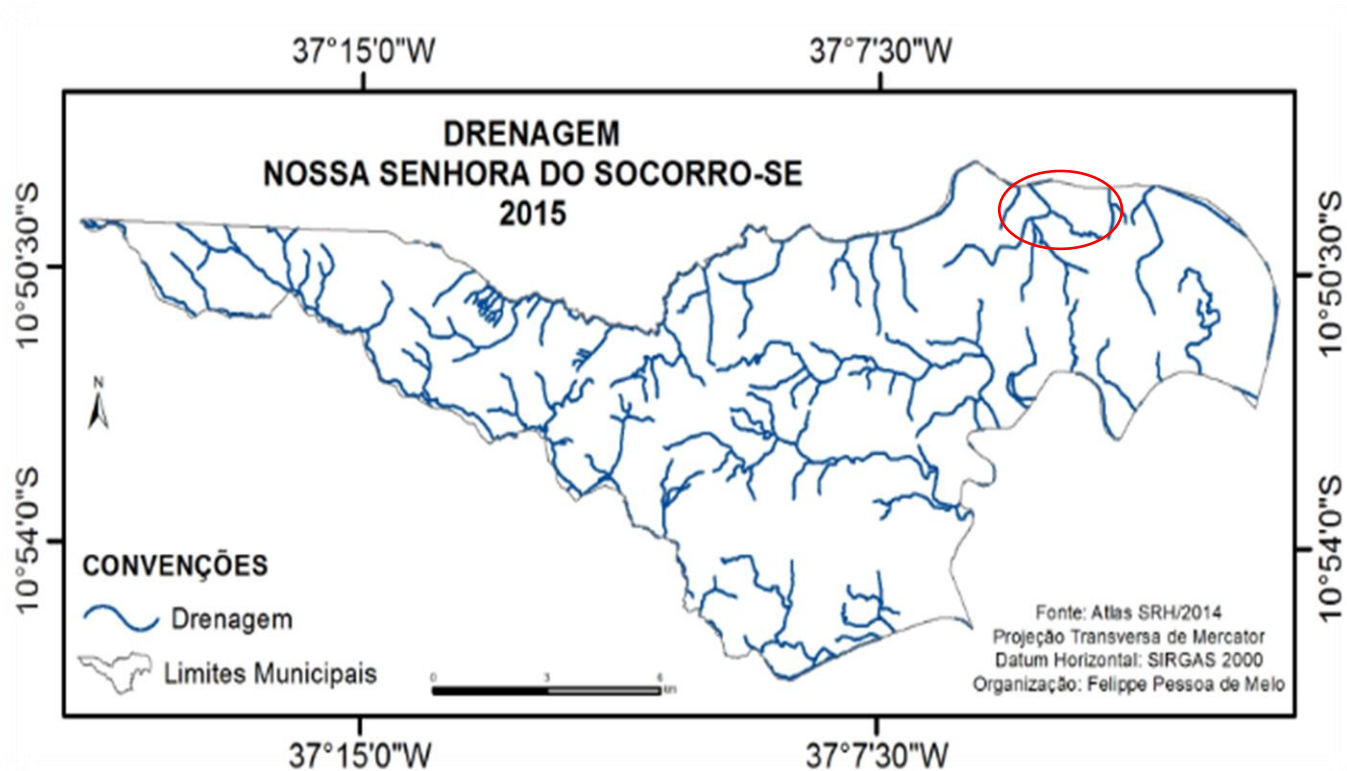 37°15'0"W
37°7'30"W
DRENAGEM
NOSSA SENHORA DO SOCORRO-SE
2015
10°50'30"S
10°50'30"S
N
10°54'0"S
10°54'0"S
CONVENÇÕES
Drenagem
Limites Municipais
0 3 6
km
Fonte: Atlas SRH/2014
Projeção Transversa de Mercator
Datum Horizontal: SIRGAS 2000
Organização: Felippe Pessoa de Melo
37°15'0"W
37°7'30"W